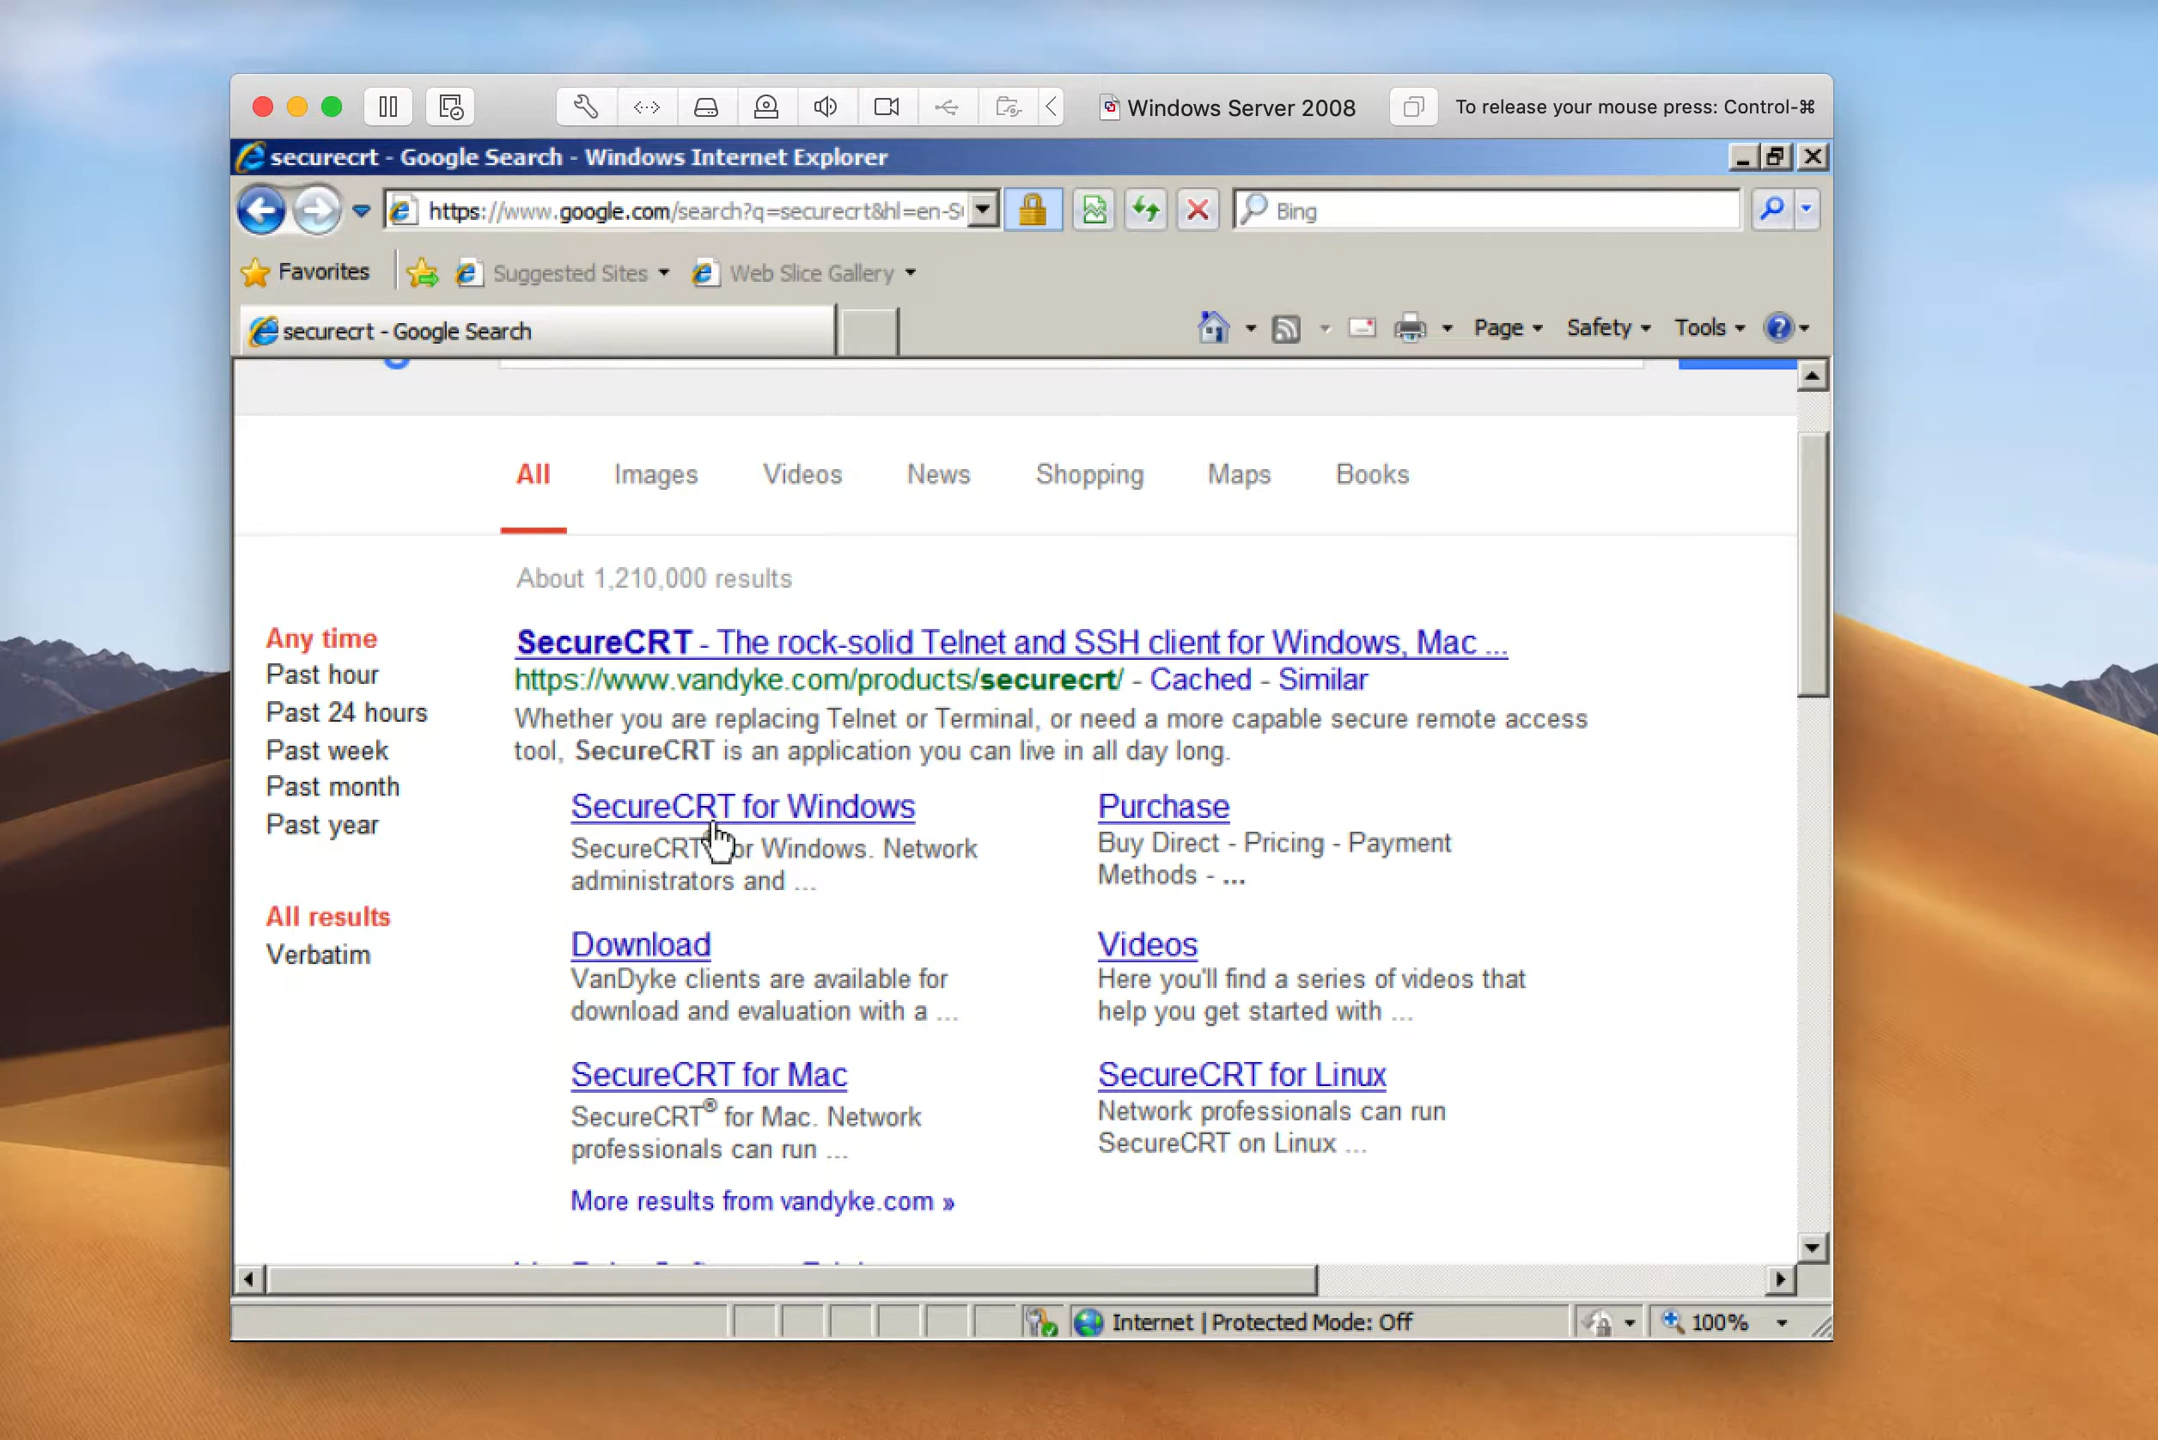 Windows Server 2008
To release your mouse press: Control-⌘
securecrt - Google Search - Windows Internet Explorer
https://www.google.com/search?q=securecrt&hl=en-S
Bing
Favorites
Suggested Sites
Web Slice Gallery
securecrt - Google Search
Page
Safety
Tools
All
Images
Videos
News
Shopping
Maps
Books
About 1,210,000 results
Any time
Past hour
Past 24 hours
Past week
Past month
Past year
All results
Verbatim
SecureCRT - The rock-solid Telnet and SSH client for Windows, Mac ...
https://www.vandyke.com/products/securecrt/ - Cached - Similar
Whether you are replacing Telnet or Terminal, or need a more capable secure remote access
tool, SecureCRT is an application you can live in all day long.
SecureCRT for Windows
SecureCRT for Windows. Network
administrators and ...
Purchase
Buy Direct - Pricing - Payment
Methods - ...
Download
VanDyke clients are available for
download and evaluation with a ...
Videos
Here you'll find a series of videos that
help you get started with ...
SecureCRT for Mac
SecureCRT® for Mac. Network
professionals can run ...
SecureCRT for Linux
Network professionals can run
SecureCRT on Linux ...
More results from vandyke.com »
Internet | Protected Mode: Off
100%